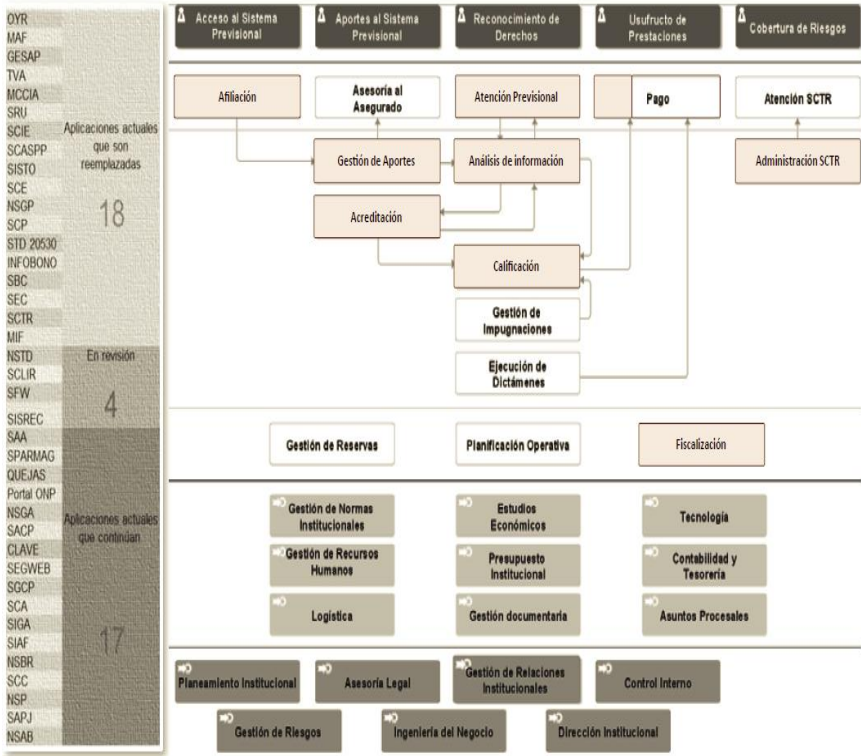 OYR
MAF
GESAP
TVA
MCCIA
SRU
SCIE
SCASPP
SISTO
SCE
NSGP
SCP
STD 20530
INFOBONO
SBC
SEC
SCTR
MIF
NSTD
SCLIR
SFW
SISREC
SAA
SPARMAG
QUEJAS
Portal ONP
NSGA
SACP
CLAVE
SEGWEB
SGCP
SCA
SIGA
SIAF
NSBR
SCC
NSP
SAPJ
NSAB
Aplicaciones actuales
que son
reemplazadas
18
En revisión
4
Aplicaciones actuales
que continúan
17
Acceso al Sistema
Previsional
Aportes al Sistema
Previsional
Reconocimiento de
Derechos
Usufructo de
Prestaciones
Cobertura de Riesgos
Afiliación
Asesoría al
Asegurado
Atención Previsional
Pago
Atención SCTR
Gestión de Aportes
Análisis de información
Administración SCTR
Acreditación
Calificación
Gestión de
Impugnaciones
Ejecución de
Dictámenes
Gestión de Reservas
Planificación Operativa
Fiscalización
Gestión de Normas
Institucionales
Estudios
Económicos
Tecnología
Gestión de Recursos
Humanos
Presupuesto
Institucional
Contabilidad y
Tesorería
Logística
Gestión documentaria
Asuntos Procesales
Planeamiento Institucional
Asesoría Legal
Gestión de Relaciones
Institucionales
Control Interno
Gestión de Riesgos
Ingeniería del Negocio
Dirección Institucional